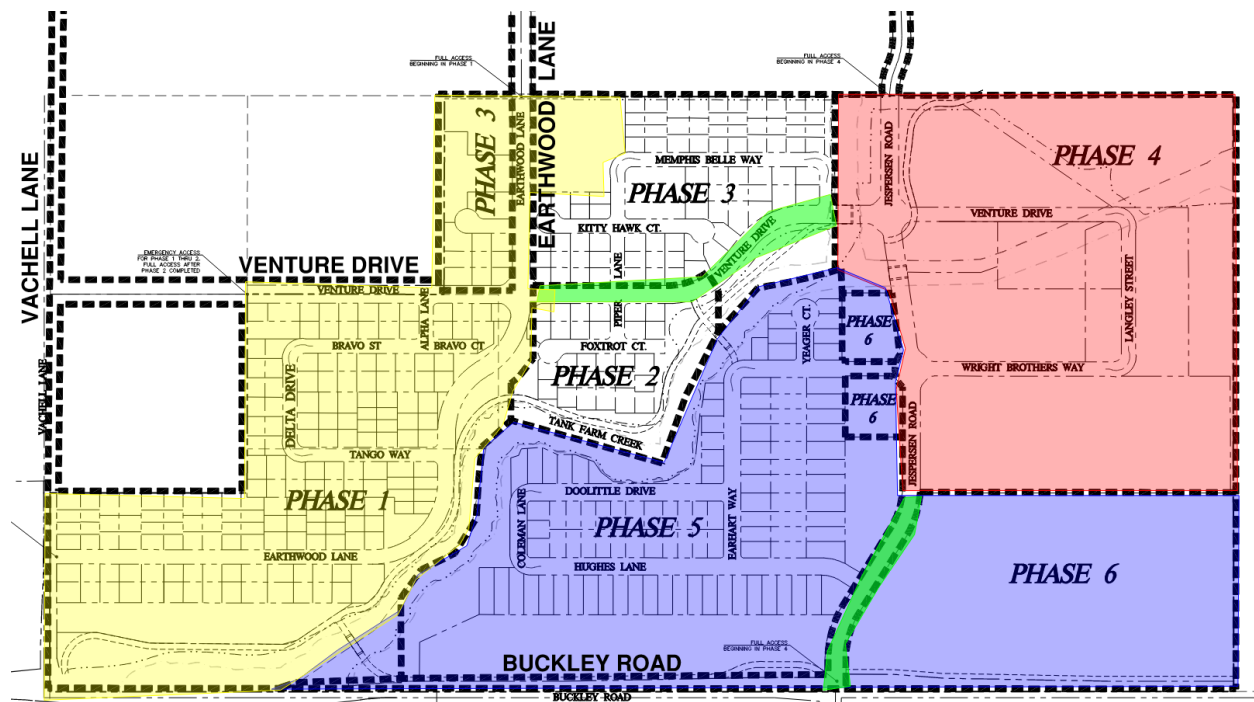 FULL ACCESS
BEGINNING IN PHASE 1
EARTHWOOD LANE
FULL ACCESS
BEGINNING IN PHASE 4
VACHELL LANE
PHASE 3
EARTHWOOD LANE
MEMPHIS BELLE WAY
PHASE 3
JESPERSEN ROAD
PHASE 4
KITTY HAWK CT.
VENTURE DRIVE
VENTURE DRIVE
EMERGENCY ACCESS
FOR PHASE 1 THRU 2,
FULL ACCESS AFTER
PHASE 2 COMPLETED
VENTURE DRIVE
VENTURE DRIVE
ALPHA LANE
PIPER LANE
YEAGER CT.
PHASE
6
LANGLEY STREET
BRAVO ST
BRAVO CT
FOXTROT CT.
PHASE 2
WRIGHT BROTHERS WAY
VACHELL LANE
DELTA DRIVE
PHASE
6
TANK FARM CREEK
TANGO WAY
JESPERSEN ROAD
PHASE 1
DOOLITTLE DRIVE
COLEMAN LANE
PHASE 5
EARHART WAY
EARTHWOOD LANE
HUGHES LANE
PHASE 6
FULL ACCESS
BUCKLEY ROAD
BUCKLEY ROAD